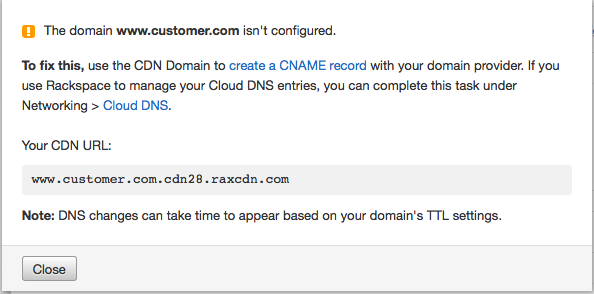 The domain www.customer.com isn't configured.
To fix this, use the CDN Domain to create a CNAME record with your domain provider. If you
use Rackspace to manage your Cloud DNS entries, you can complete this task under
Networking > Cloud DNS.
Your CDN URL:
www.customer.com.cdn28.raxcdn.com
Note: DNS changes can take time to appear based on your domain's TTL settings.
Close